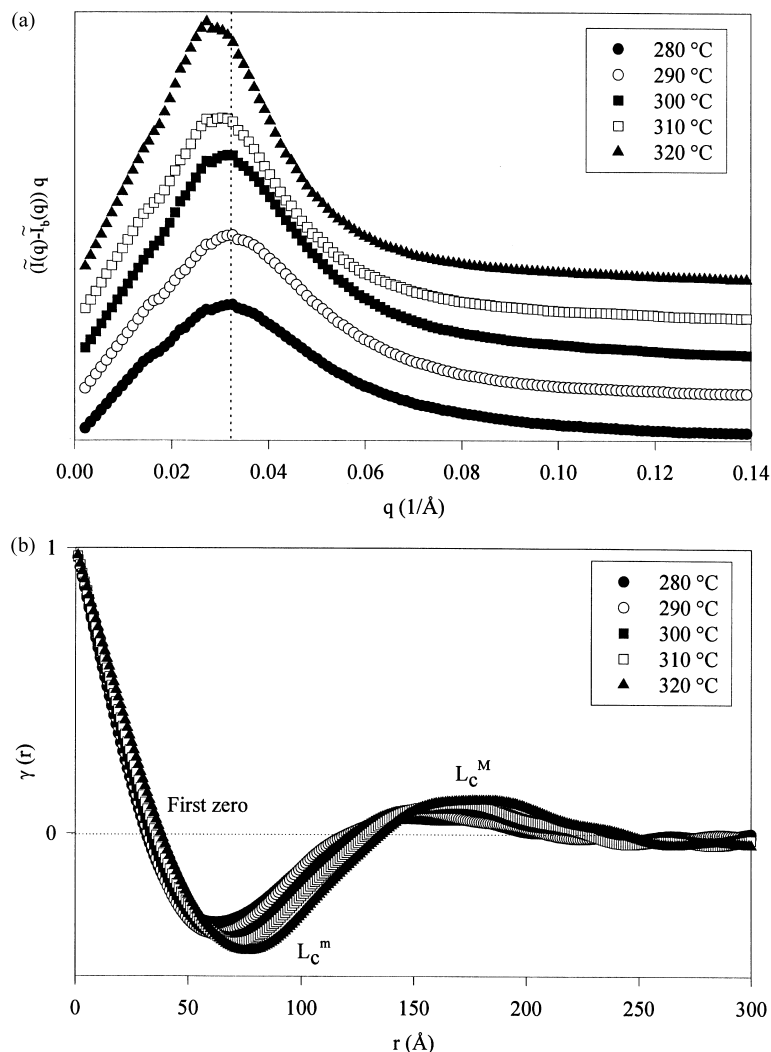 (a)
280 °C
290 °C
300 °C
310 °C
320 °C
(Ĩ(q)-Ĩb(q)) q
0.00 0.02 0.04 0.06 0.08 0.10 0.12 0.14
q (1/Å)
(b)
1
280 °C
290 °C
300 °C
310 °C
320 °C
γ (r)
LcM
First zero
0
Lcm
0 50 100 150 200 250 300
r (Å)